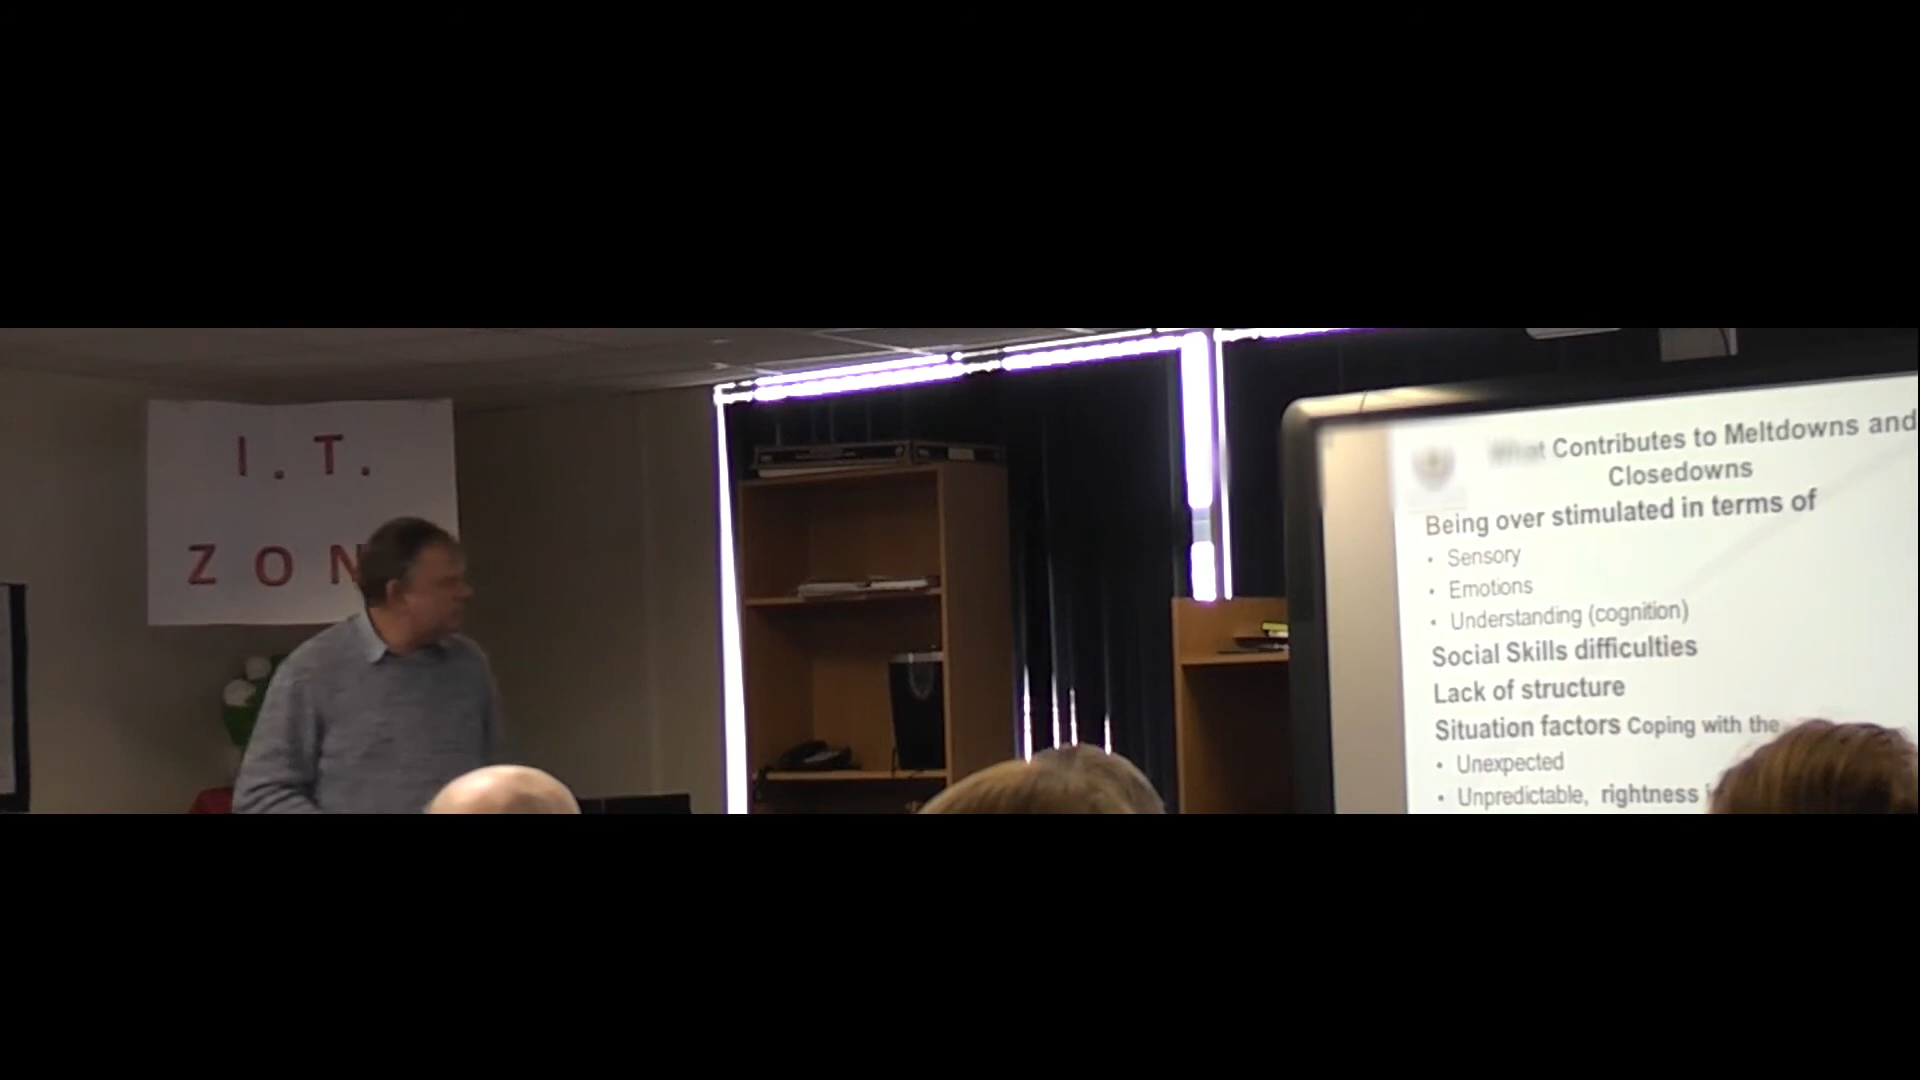 I.T.
ZON
What Contributes to Meltdowns and
Closedowns
Being over stimulated in terms of
• Sensory
• Emotions
• Understanding (cognition)
Social Skills difficulties
Lack of structure
Situation factors Coping with the
• Unexpected
• Unpredictable, rightness